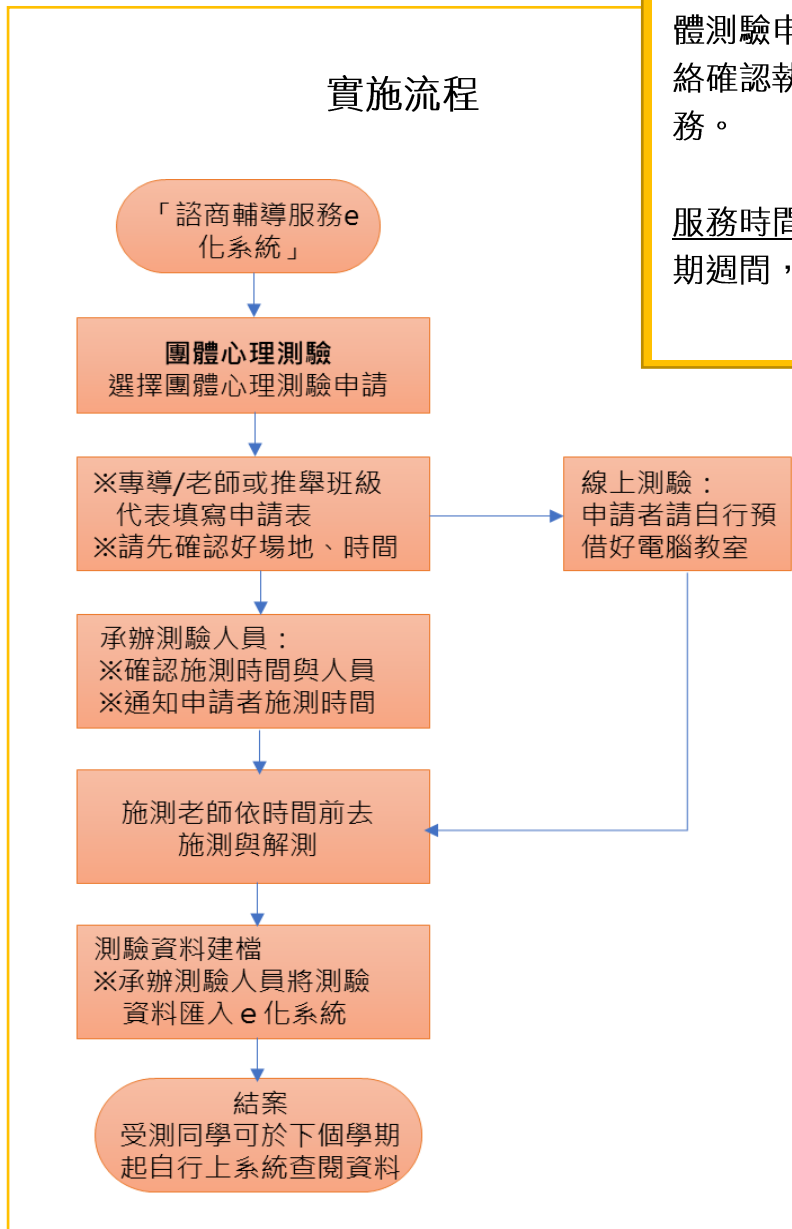 體測驗申
絡確認執
務。
服務時間
期週間，
實施流程
「諮商輔導服務e
化系統」
團體心理測驗
選擇團體心理測驗申請
※專導/老師或推舉班級
代表填寫申請表
※請先確認好場地、時間
線上測驗：
申請者請自行預
借好電腦教室
承辦測驗人員：
※確認施測時間與人員
※通知申請者施測時間
施測老師依時間前去
施測與解測
測驗資料建檔
※承辦測驗人員將測驗
資料匯入 e 化系統
結案
受測同學可於下個學期
起自行上系統查閱資料